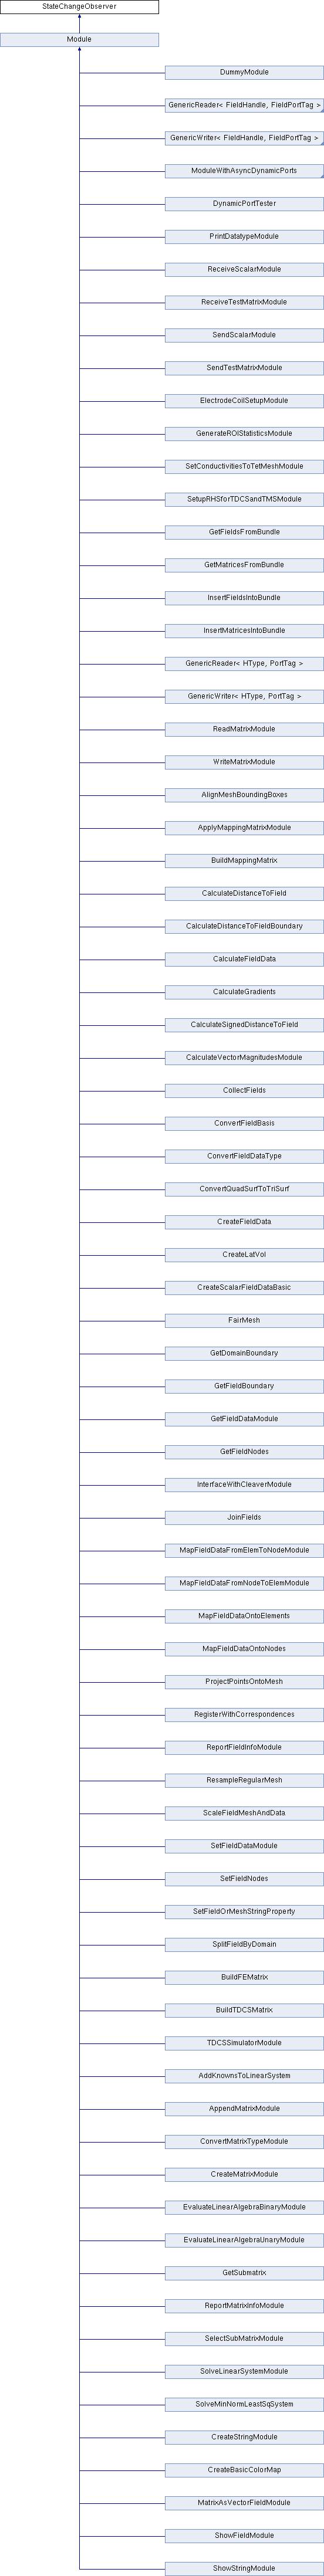 StateChangeObserver
Module
DummyModule
GenericReader< FieldHandle, FieldPortTag >
GenericWriter< FieldHandle, FieldPortTag >
ModuleWithAsyncDynamicPorts
DynamicPortTester
PrintDatatypeModule
ReceiveScalarModule
ReceiveTestMatrixModule
SendScalarModule
SendTestMatrixModule
ElectrodeCoilSetupModule
GenerateROIStatisticsModule
SetConductivitiesToTetMeshModule
SetupRHSforTDCSandTMSModule
GetFieldsFromBundle
GetMatricesFromBundle
InsertFieldsIntoBundle
InsertMatricesIntoBundle
GenericReader< HType, PortTag >
GenericWriter< HType, PortTag >
ReadMatrixModule
WriteMatrixModule
AlignMeshBoundingBoxes
ApplyMappingMatrixModule
BuildMappingMatrix
CalculateDistanceToField
CalculateDistanceToFieldBoundary
CalculateFieldData
CalculateGradients
CalculateSignedDistanceToField
CalculateVectorMagnitudesModule
CollectFields
ConvertFieldBasis
ConvertFieldDataType
ConvertQuadSurfToTriSurf
CreateFieldData
CreateLatVol
CreateScalarFieldDataBasic
FairMesh
GetDomainBoundary
GetFieldBoundary
GetFieldDataModule
GetFieldNodes
InterfaceWithCleaverModule
JoinFields
MapFieldDataFromElemToNodeModule
MapFieldDataFromNodeToElemModule
MapFieldDataOntoElements
MapFieldDataOntoNodes
ProjectPointsOntoMesh
RegisterWithCorrespondences
ReportFieldInfoModule
ResampleRegularMesh
ScaleFieldMeshAndData
SetFieldDataModule
SetFieldNodes
SetFieldOrMeshStringProperty
SplitFieldByDomain
BuildFEMatrix
BuildTDCSMatrix
TDCSSimulatorModule
AddKnownsToLinearSystem
AppendMatrixModule
ConvertMatrixTypeModule
CreateMatrixModule
EvaluateLinearAlgebraBinaryModule
EvaluateLinearAlgebraUnaryModule
GetSubmatrix
ReportMatrixInfoModule
SelectSubMatrixModule
SolveLinearSystemModule
SolveMinNormLeastSqSystem
CreateStringModule
CreateBasicColorMap
MatrixAsVectorFieldModule
ShowFieldModule
ShowStringModule